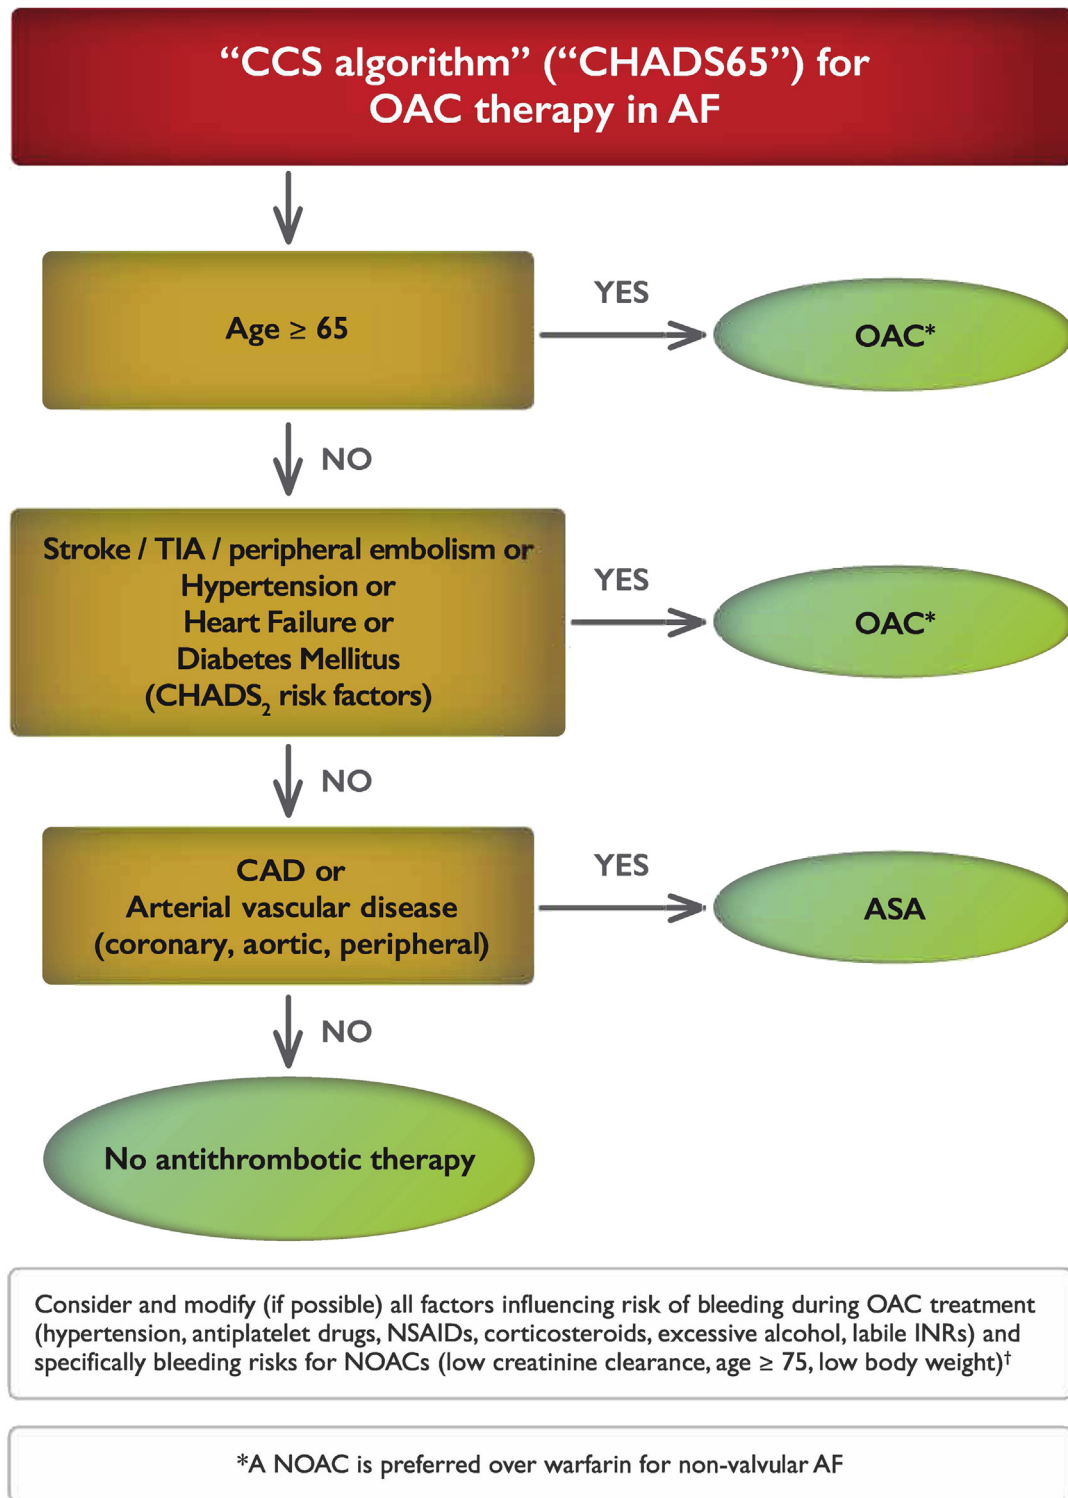 “CCS algorithm” (“CHADS65”) for
OAC therapy in AF
Age ≥ 65
YES
OAC*
NO
Stroke / TIA / peripheral embolism or
Hypertension or
Heart Failure or
Diabetes Mellitus
(CHADS₂ risk factors)
YES
OAC*
NO
CAD or
Arterial vascular disease
(coronary, aortic, peripheral)
YES
ASA
NO
No antithrombotic therapy
Consider and modify (if possible) all factors influencing risk of bleeding during OAC treatment
(hypertension, antiplatelet drugs, NSAIDs, corticosteroids, excessive alcohol, labile INRs) and
specifically bleeding risks for NOACs (low creatinine clearance, age ≥ 75, low body weight)†
*A NOAC is preferred over warfarin for non-valvular AF